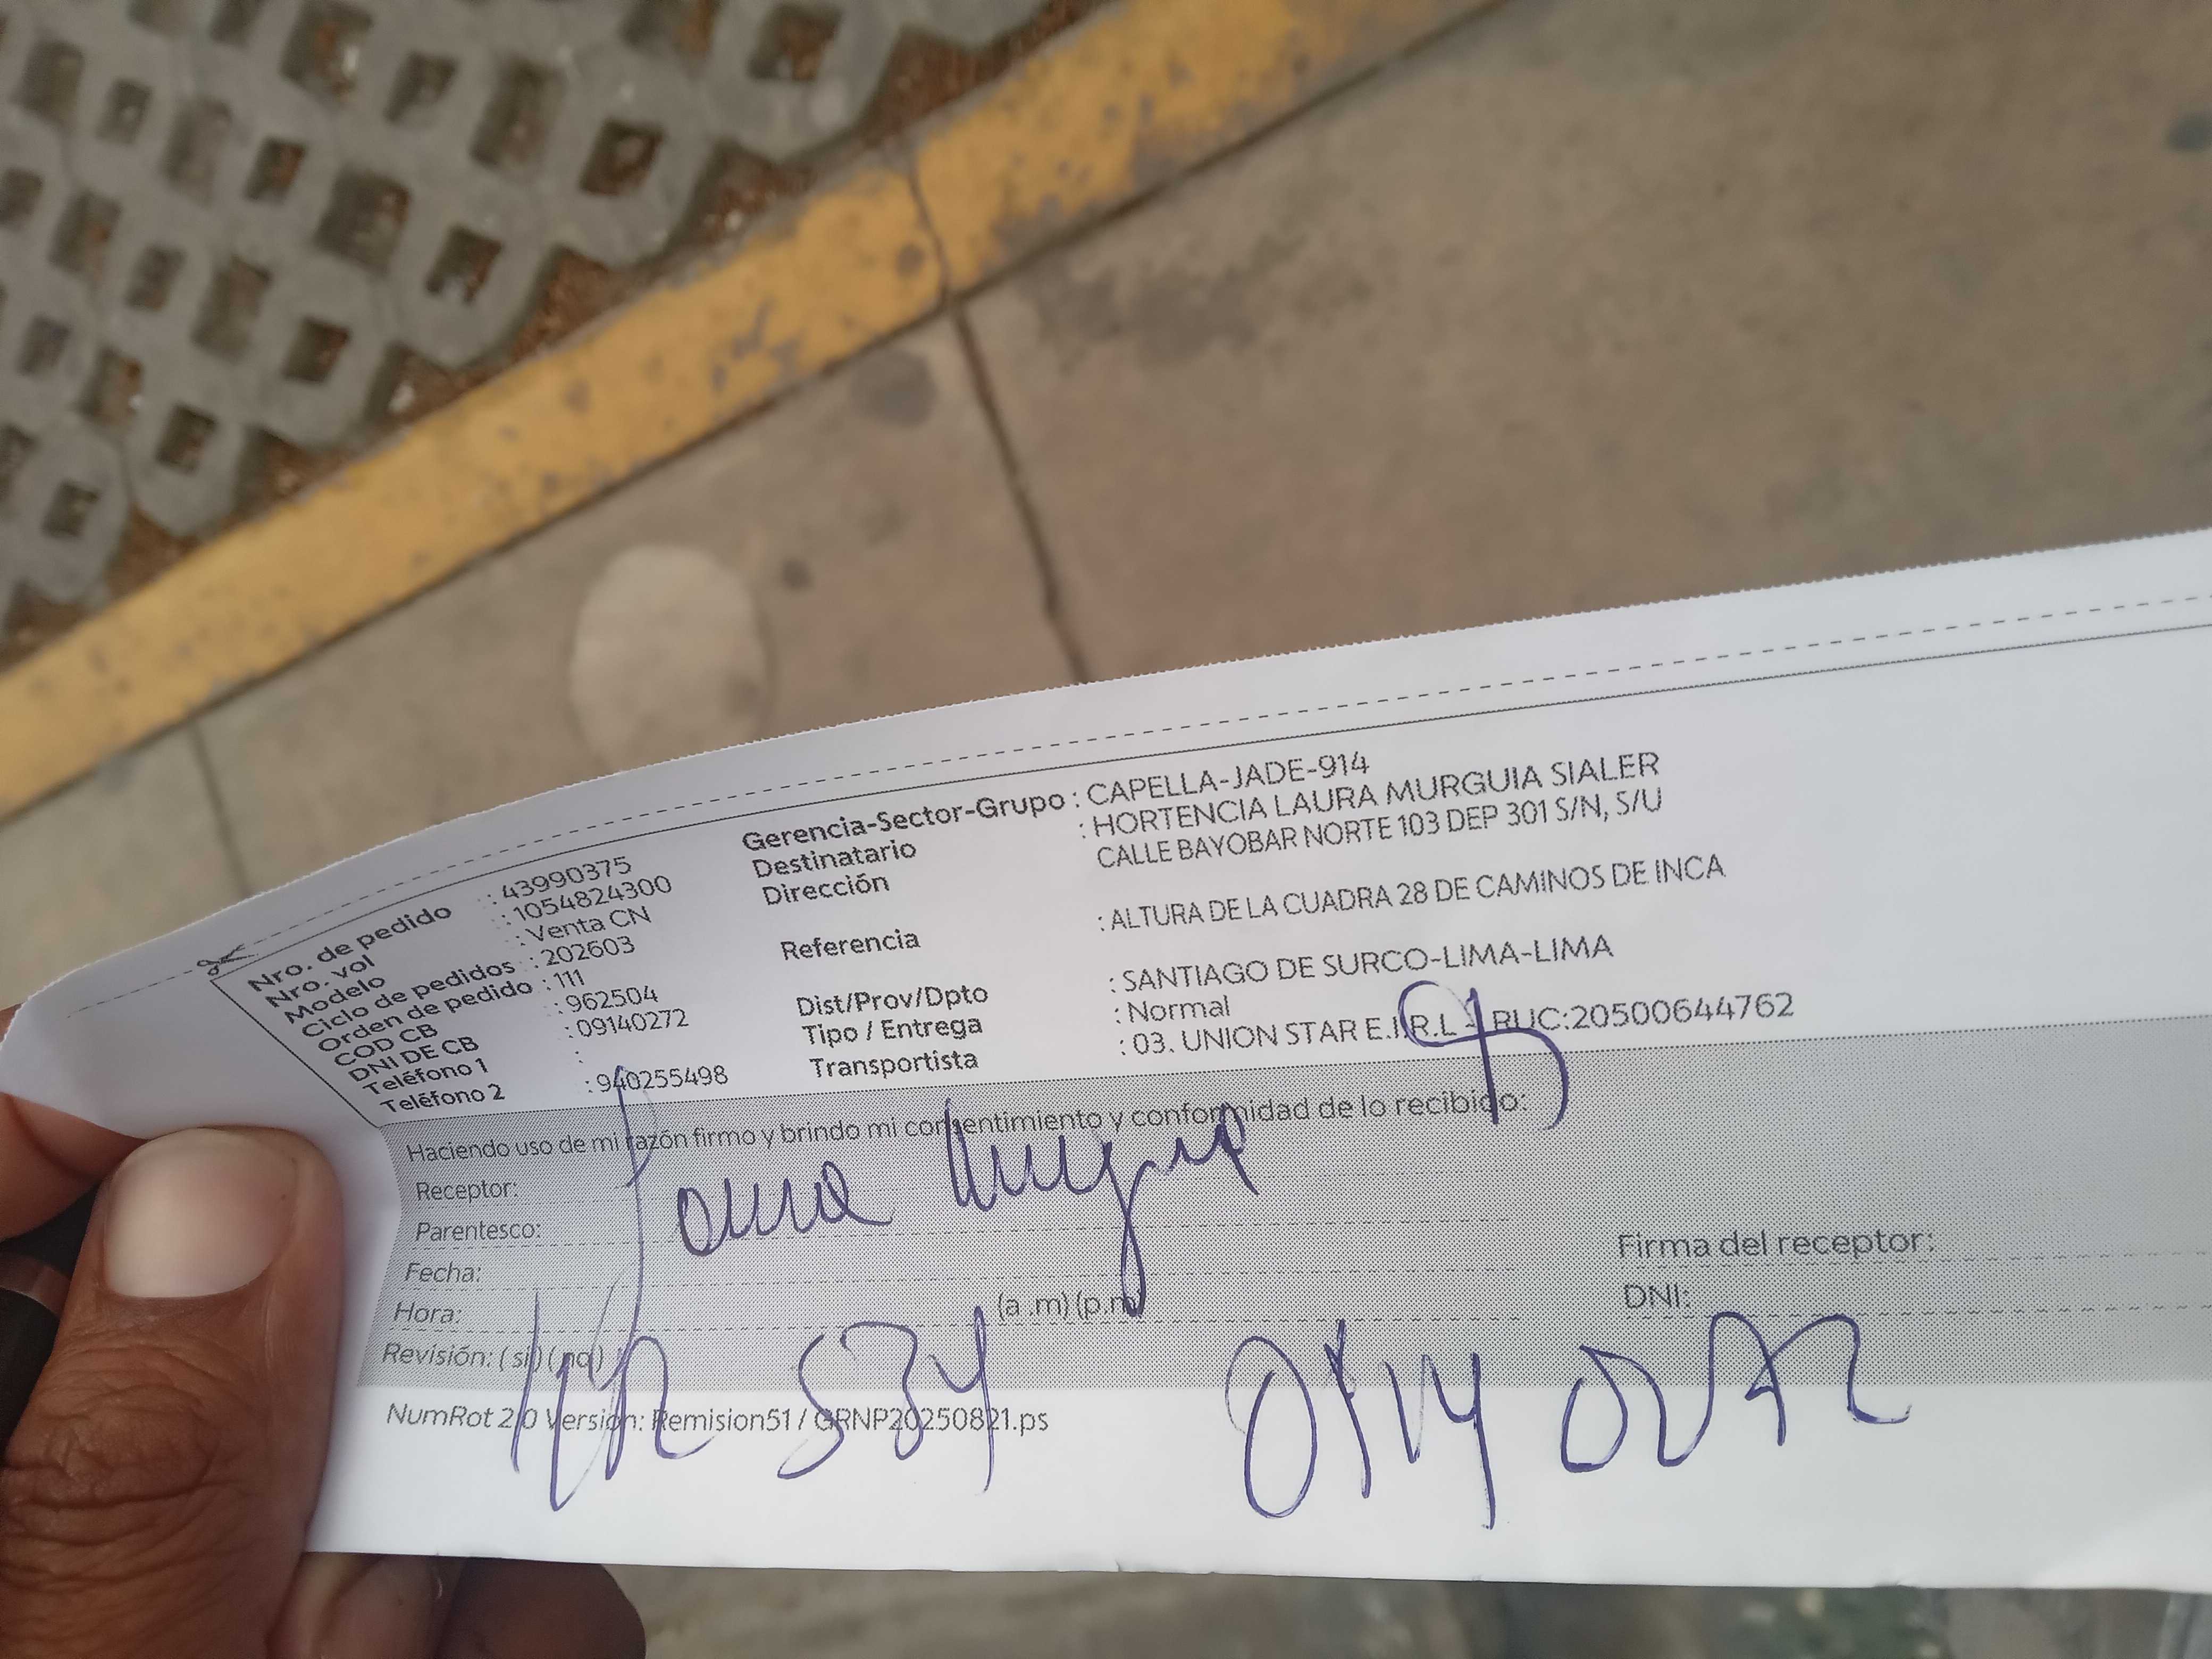 Nro. de pedido : 43990375
Nro. vol : 1054824300
Modelo : Venta CN
Ciclo de pedidos : 202603
Orden de pedido : 111
COD CB : 962504
DNI DE CB : 09140272
Teléfono 1 :
Teléfono 2 : 940255498
Gerencia-Sector-Grupo : CAPELLA-JADE-914
Destinatario : HORTENCIA LAURA MURGUIA SIALER
Dirección CALLE BAYOBAR NORTE 103 DEP 301 S/N, S/U
Referencia : ALTURA DE LA CUADRA 28 DE CAMINOS DE INCA
Dist/Prov/Dpto : SANTIAGO DE SURCO-LIMA-LIMA
Tipo / Entrega : Normal
Transportista : 03. UNION STAR E.I.R.L - RUC:20500644762
Haciendo uso de mi razón firmo y brindo mi consentimiento y conformidad de lo recibido:
Receptor:
Parentesco:
Fecha:
Hora: (a .m) (p.m)
Revisión: ( si ) ( no )
Firma del receptor:
DNI:
NumRot 2.0 Version: Remision51 / GRNP20250821.ps